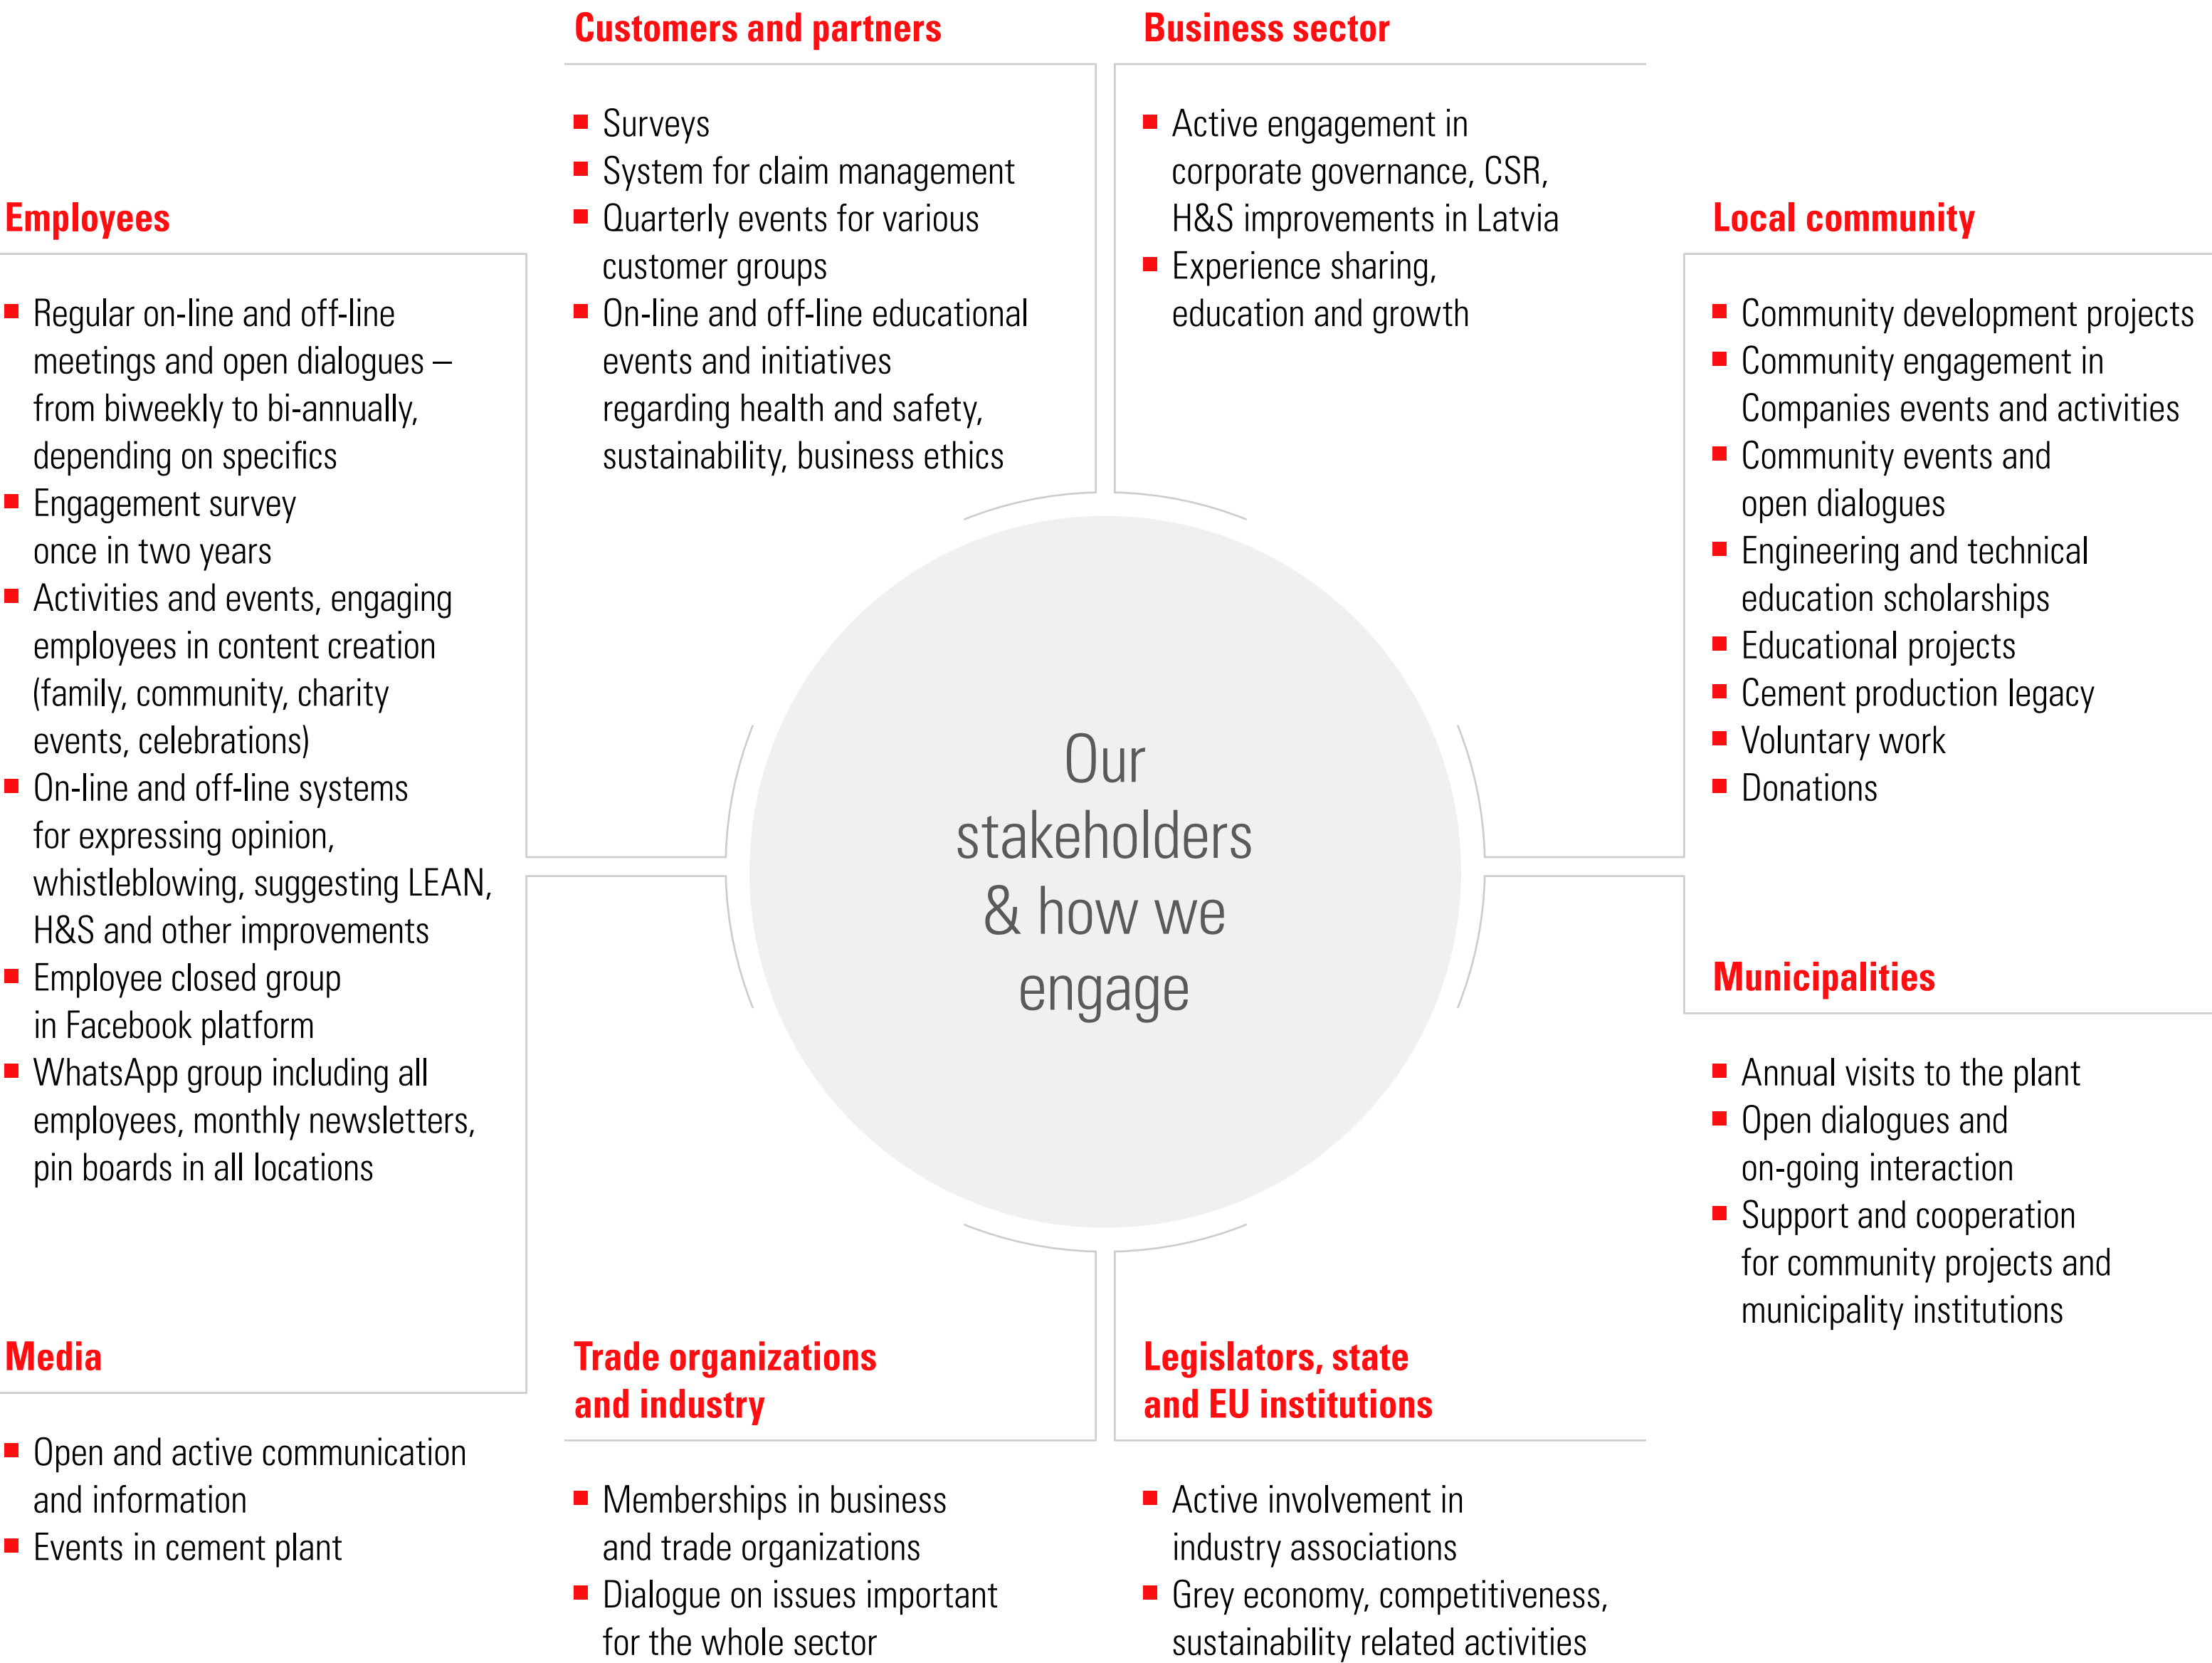 Customers and partners
■ Surveys
■ System for claim management
■ Quarterly events for various
customer groups
■ On-line and off-line educational
events and initiatives
regarding health and safety,
sustainability, business ethics
Business sector
■ Active engagement in
corporate governance, CSR,
H&S improvements in Latvia
■ Experience sharing,
education and growth
Employees
■ Regular on-line and off-line
meetings and open dialogues –
from biweekly to bi-annually,
depending on specifics
■ Engagement survey
once in two years
■ Activities and events, engaging
employees in content creation
(family, community, charity
events, celebrations)
■ On-line and off-line systems
for expressing opinion,
whistleblowing, suggesting LEAN,
H&S and other improvements
■ Employee closed group
in Facebook platform
■ WhatsApp group including all
employees, monthly newsletters,
pin boards in all locations
Our
stakeholders
& how we
engage
Local community
■ Community development projects
■ Community engagement in
Companies events and activities
■ Community events and
open dialogues
■ Engineering and technical
education scholarships
■ Educational projects
■ Cement production legacy
■ Voluntary work
■ Donations
Municipalities
■ Annual visits to the plant
■ Open dialogues and
on-going interaction
■ Support and cooperation
for community projects and
municipality institutions
Media
■ Open and active communication
and information
■ Events in cement plant
Trade organizations
and industry
■ Memberships in business
and trade organizations
■ Dialogue on issues important
for the whole sector
Legislators, state
and EU institutions
■ Active involvement in
industry associations
■ Grey economy, competitiveness,
sustainability related activities